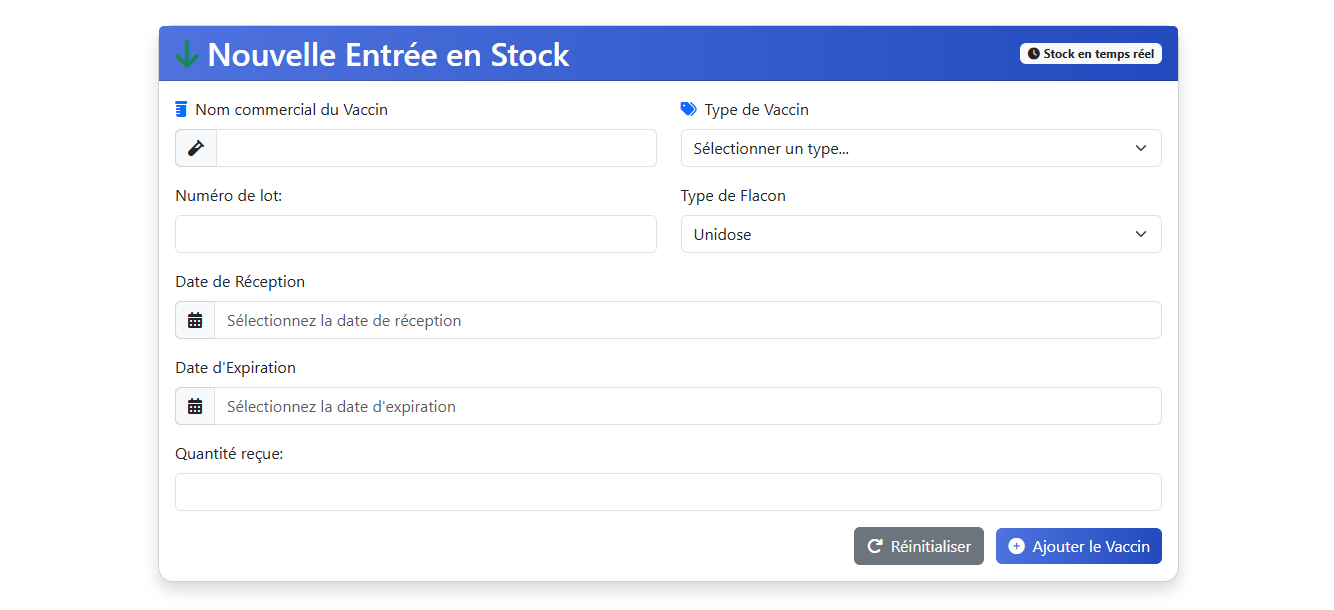 Nouvelle Entrée en Stock
Stock en temps réel
Nom commercial du Vaccin
Type de Vaccin
Sélectionner un type...
Numéro de lot:
Type de Flacon
Unidose
Date de Réception
Sélectionnez la date de réception
Date d'Expiration
Sélectionnez la date d'expiration
Quantité reçue:
Réinitialiser
Ajouter le Vaccin